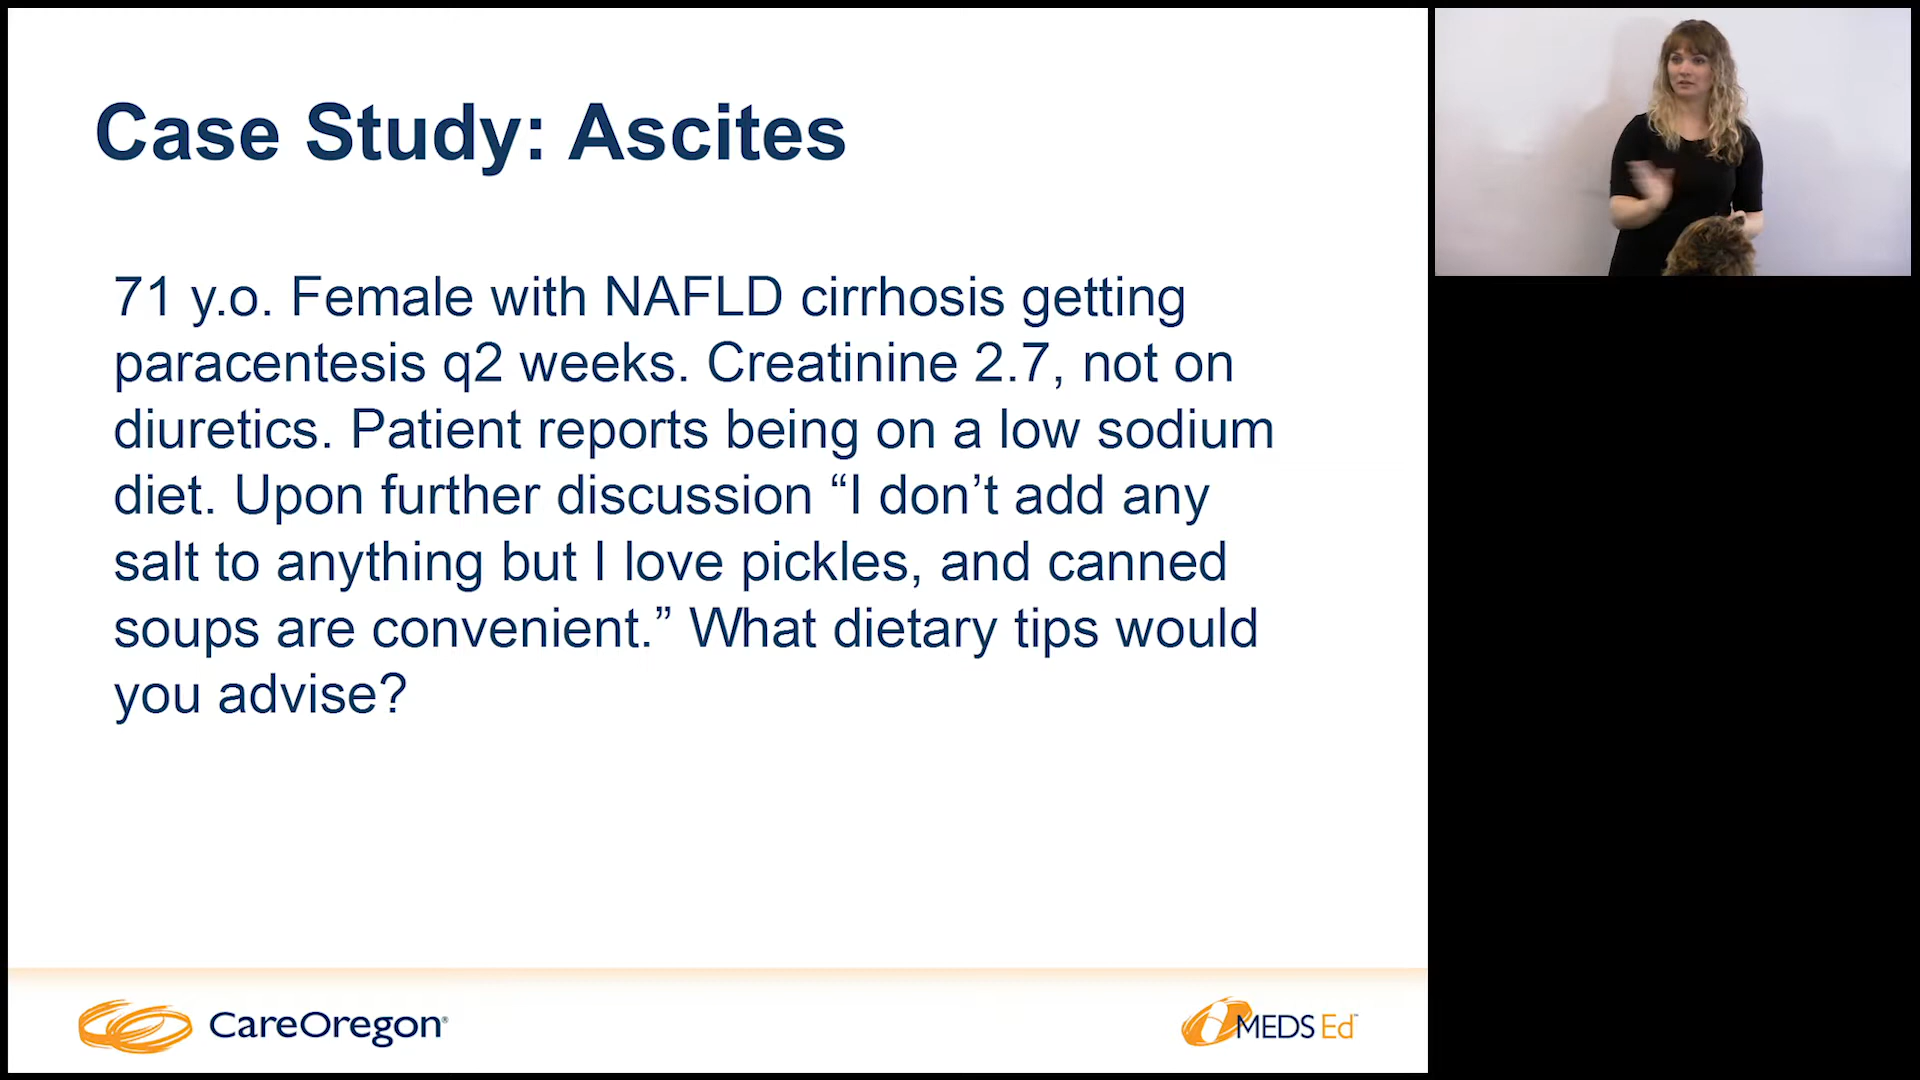 Case Study: Ascites
71 y.o. Female with NAFLD cirrhosis getting
paracentesis q2 weeks. Creatinine 2.7, not on
diuretics. Patient reports being on a low sodium
diet. Upon further discussion “I don’t add any
salt to anything but I love pickles, and canned
soups are convenient.” What dietary tips would
you advise?
CareOregon®
MEDS Ed™